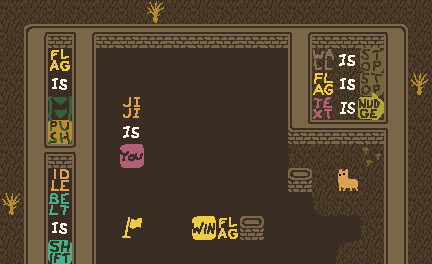 FLAG
IS
PUSH
IDLE
BELT
IS
SHIFT
JIJI
IS
YOU
WIN FLAG
WALL IS STOP
FLAG IS STOP
TEXT IS NUDGE